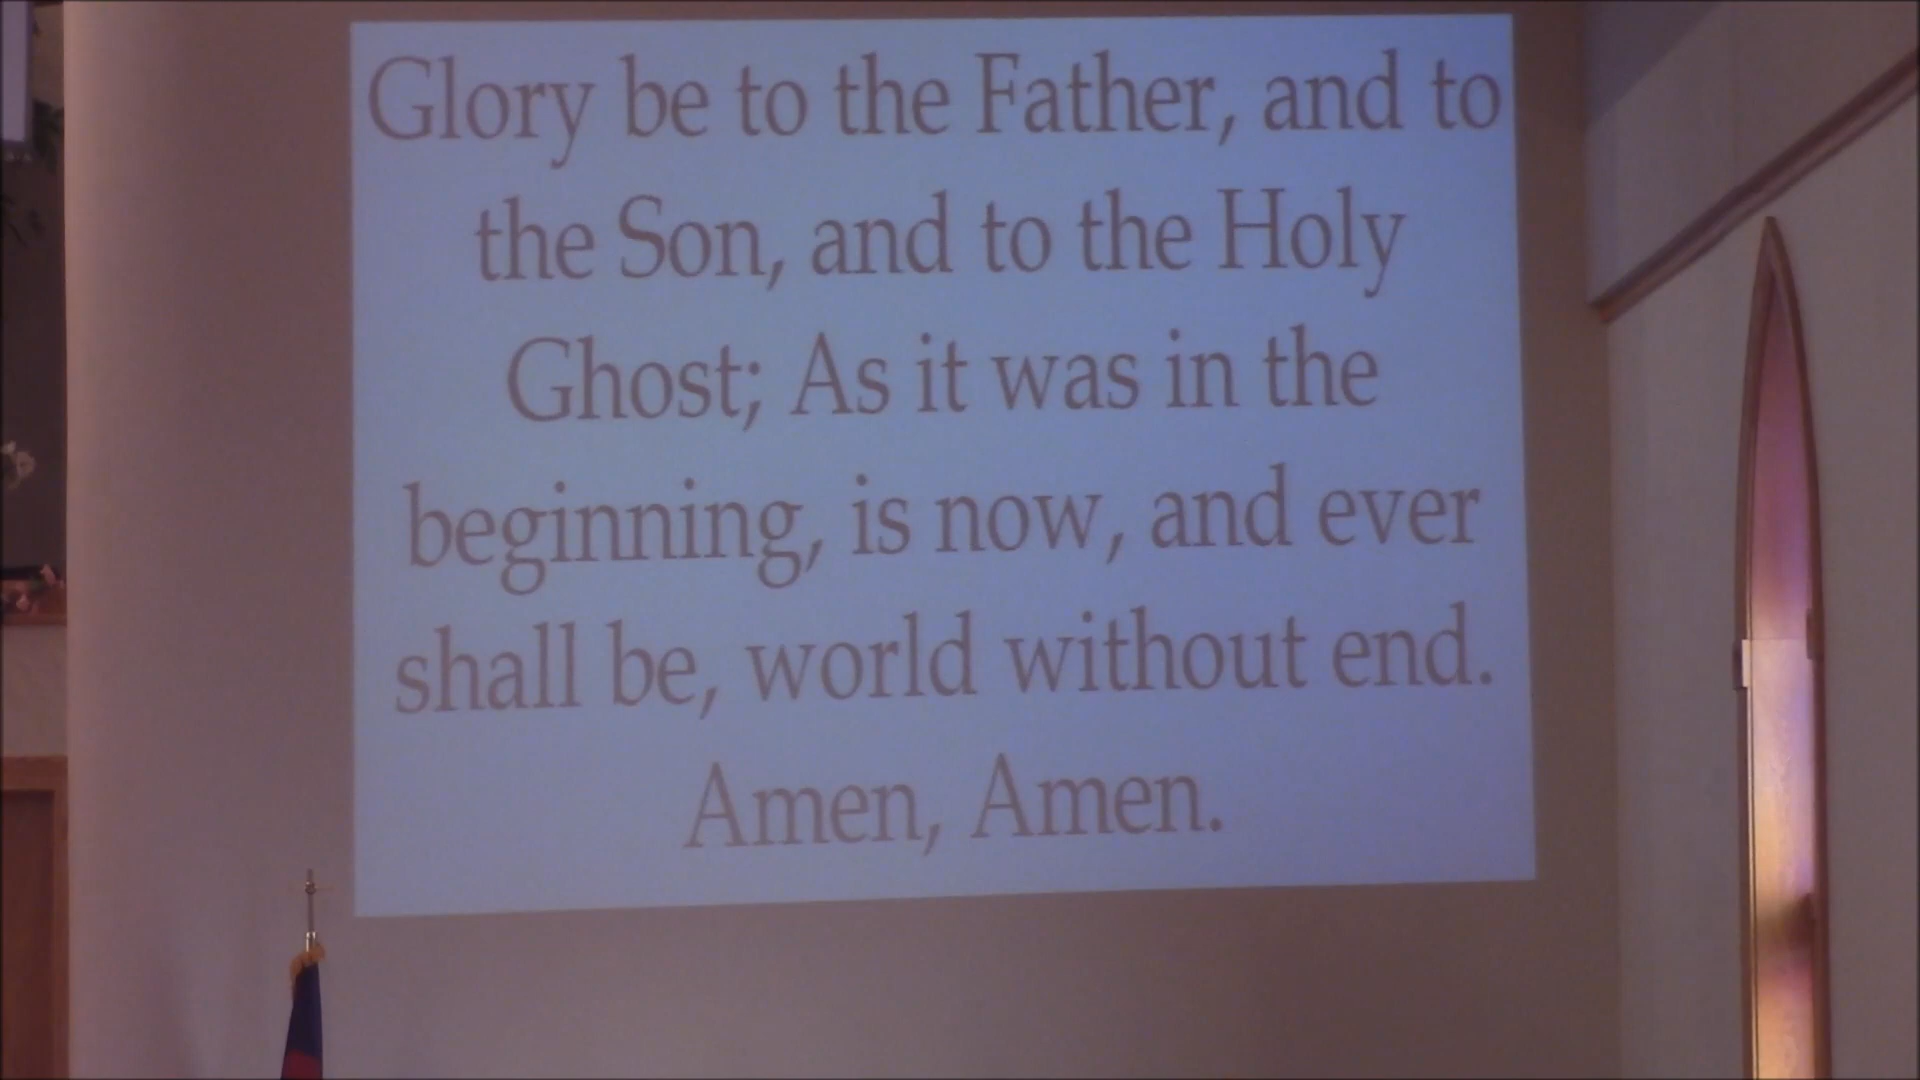 Glory be to the Father, and to
the Son, and to the Holy
Ghost; As it was in the
beginning, is now, and ever
shall be, world without end.
Amen, Amen.